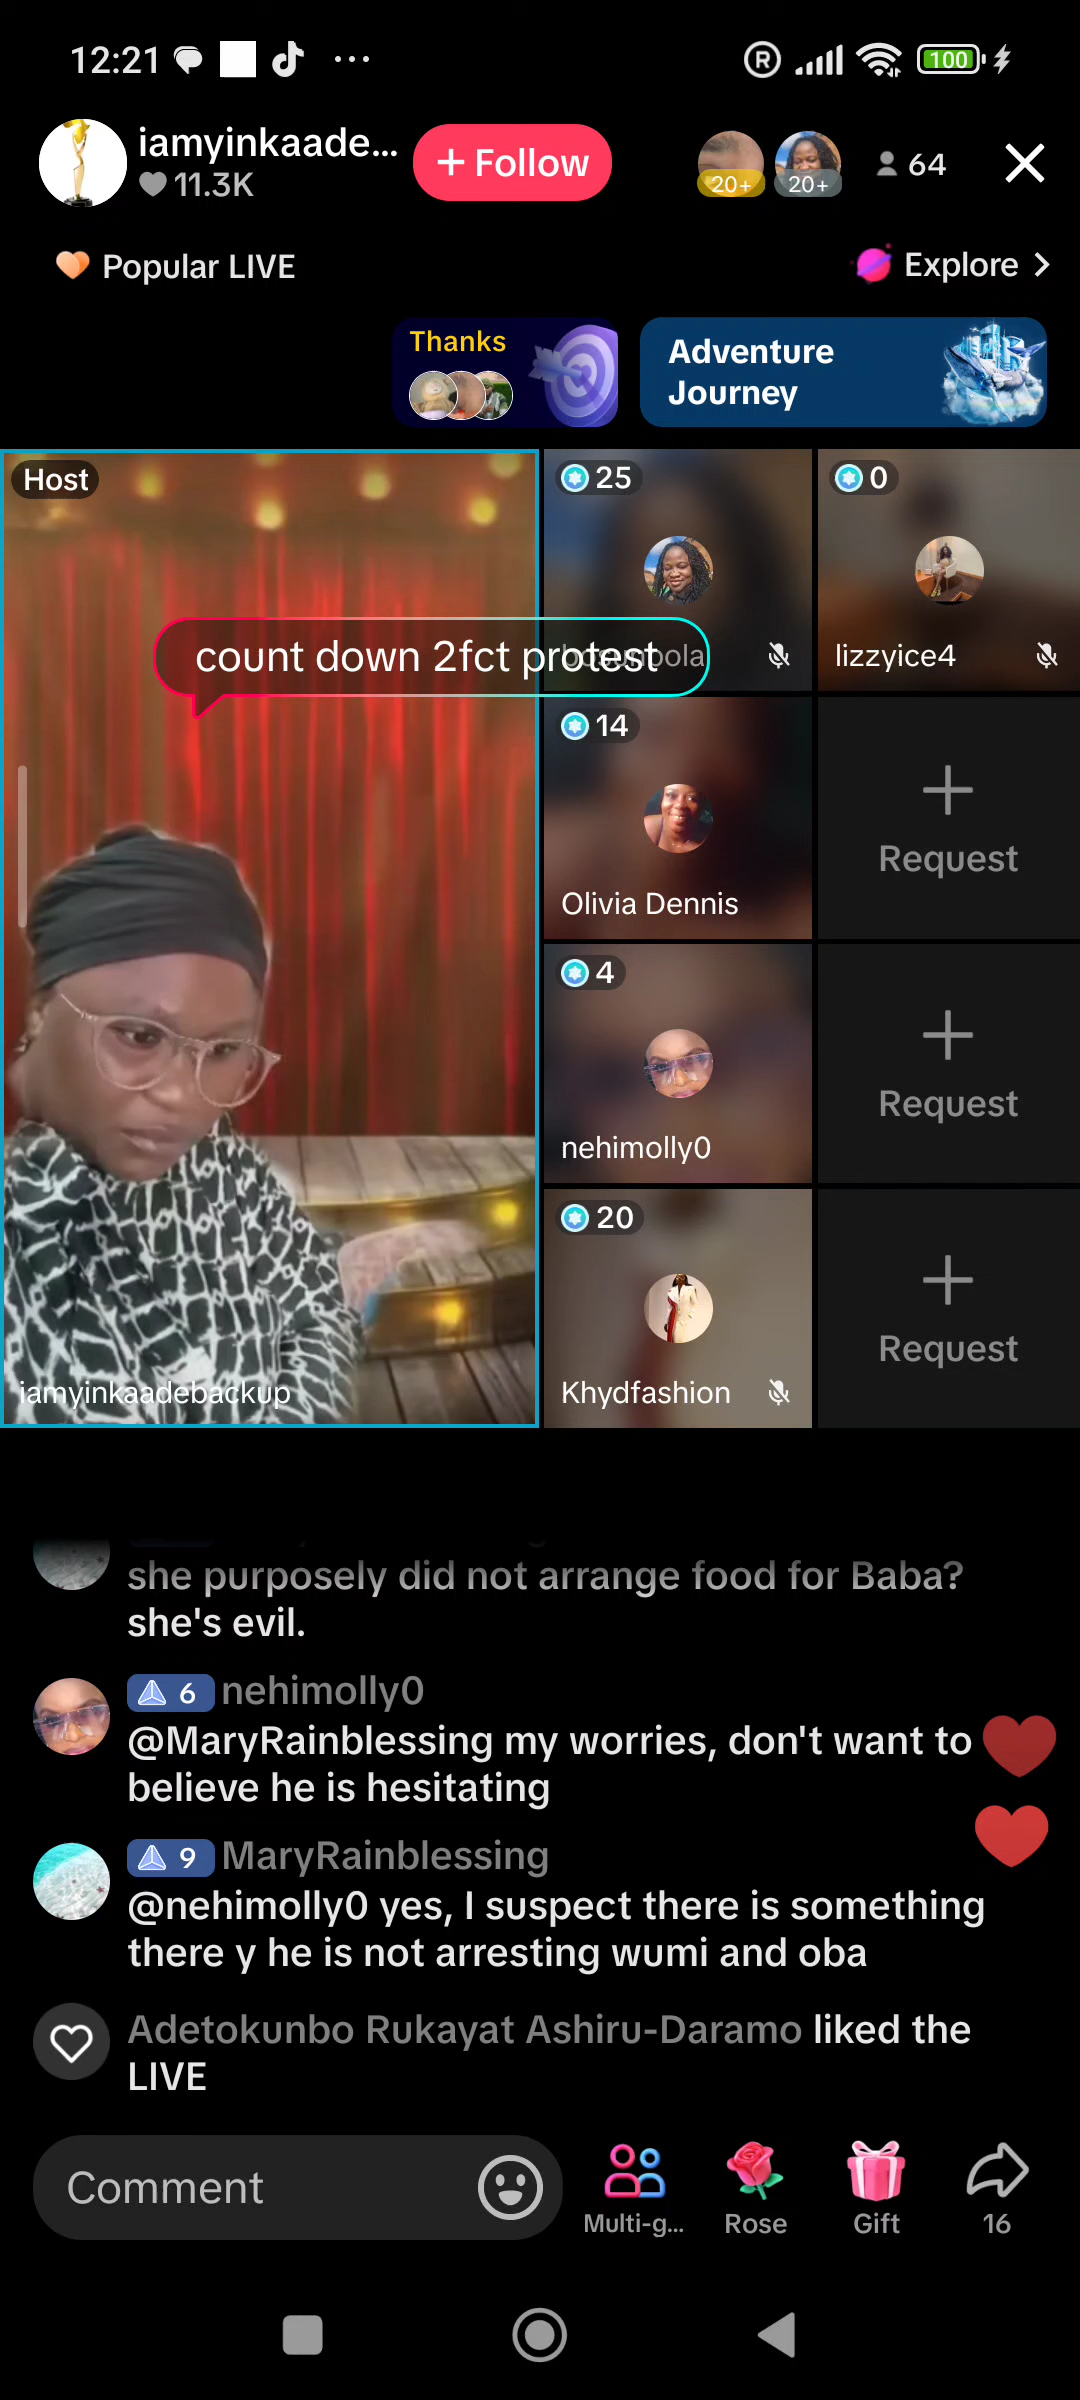 12:21
100
iamyinkaade...
11.3K
+ Follow
20+
20+
64
Popular LIVE
Explore
Thanks
Adventure
Journey
Host
25
0
count down 2fct protest
lizzyice4
14
Olivia Dennis
Request
4
nehimolly0
Request
20
Khydfashion
Request
iamyinkaadebackup
she purposely did not arrange food for Baba?
she's evil.
6 nehimolly0
@MaryRainblessing my worries, don't want to
believe he is hesitating
9 MaryRainblessing
@nehimolly0 yes, I suspect there is something
there y he is not arresting wumi and oba
Adetokunbo Rukayat Ashiru-Daramo liked the
LIVE
Comment
Multi-g...
Rose
Gift
16